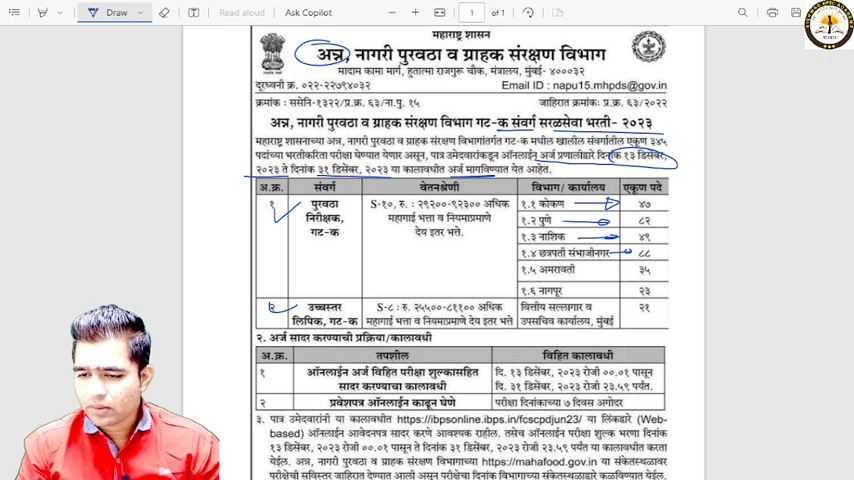 Draw
Read aloud
Ask Copilot
1
of 1
महाराष्ट्र शासन
अन्न, नागरी पुरवठा व ग्राहक संरक्षण विभाग
मादाम कामा मार्ग, हुतात्मा राजगुरू चौक, मंत्रालय, मुंबई- ४०००३२
दुरध्वनी क्र. ०२२-२२७९४०३२ Email ID : napu15.mhpds@gov.in
क्रमांक: ससेनि-१३२२/प्र.क्र. ६३/ना.पु. १५ जाहिरात क्रमांक: प्र.क्र. ६३/२०२२
अन्न, नागरी पुरवठा व ग्राहक संरक्षण विभाग गट-क संवर्ग सरळसेवा भरती - २०२३
महाराष्ट्र शासनाच्या अन्न, नागरी पुरवठा व ग्राहक संरक्षण विभागांतर्गत गट-क मधील खालील संवर्गातील एकूण ३४५
पदांच्या भरतीकरिता परीक्षा घेण्यात येणार असून, पात्र उमेदवारांकडून ऑनलाईन अर्ज प्रणालीद्वारे दिनांक १३ डिसेंबर,
२०२३ ते दिनांक ३१ डिसेंबर, २०२३ या कालावधीत अर्ज मागविण्यात येत आहेत.
अ.क्र. संवर्ग वेतनश्रेणी विभाग/ कार्यालय एकूण पदे
१ पुरवठा निरीक्षक, गट-क S-१०, रु. : २९२००-९२३०० अधिक महागाई भत्ता व नियमाप्रमाणे देय इतर भत्ते. १.१ कोकण ४७
१.२ पुणे ८२
१.३ नाशिक ४९
१.४ छत्रपती संभाजीनगर ८८
१.५ अमरावती ३५
१.६ नागपूर २३
२ उच्चस्तर S-८ : रु. २५५००-८११०० अधिक वित्तीय सल्लागार व २१
लिपिक, गट-क महागाई भत्ता व नियमाप्रमाणे देय इतर भत्ते उपसचिव कार्यालय, मुंबई
२. अर्ज सादर करण्याची प्रक्रिया/कालावधी
अ.क्र. तपशील विहित कालावधी
१ ऑनलाईन अर्ज विहित परीक्षा शुल्कासहित दि. १३ डिसेंबर, २०२३ रोजी ००.०१ पासून
सादर करण्याचा कालावधी दि. ३१ डिसेंबर, २०२३ रोजी २३.५९ पर्यंत.
२ प्रवेशपत्र ऑनलाईन काढून घेणे परीक्षा दिनांकाच्या ७ दिवस अगोदर
३. पात्र उमेदवारांनी या कालावधीत https://ibpsonline.ibps.in/fcscpdjun23/ या लिंकद्वारे (Web-
based) ऑनलाईन आवेदनपत्र सादर करणे आवश्यक राहील. तसेच ऑनलाईन परीक्षा शुल्क भरणा दिनांक
१३ डिसेंबर, २०२३ रोजी ००.०१ पासून ते दिनांक ३१ डिसेंबर, २०२३ रोजी २३.५९ पर्यंत या कालावधीत करता
येईल. अन्न, नागरी पुरवठा व ग्राहक संरक्षण विभागाच्या https://mahafood.gov.in या संकेतस्थळावर
परीक्षेची सविस्तर जाहिरात देण्यात आली असून परीक्षेचा दिनांक विभागाच्या संकेतस्थळावर कळविण्यात येईल.